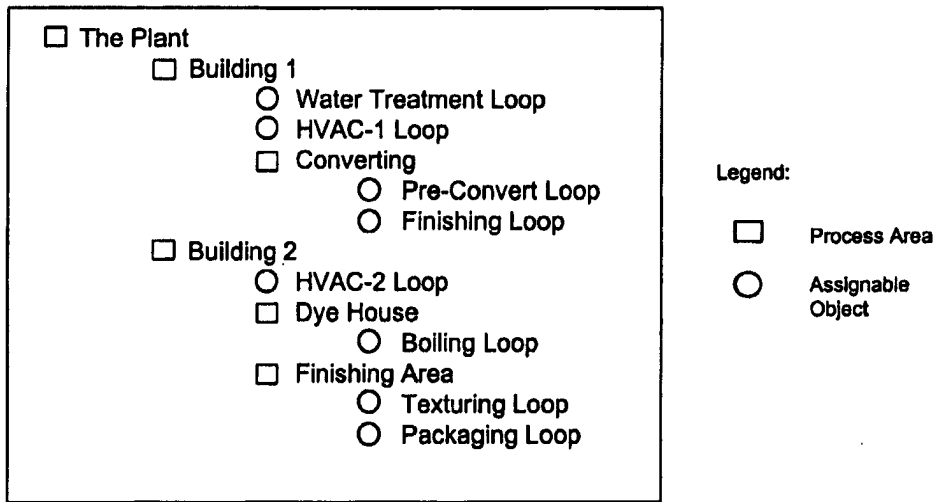 The Plant
Building 1
Water Treatment Loop
HVAC-1 Loop
Converting
Pre-Convert Loop
Finishing Loop
Building 2
HVAC-2 Loop
Dye House
Boiling Loop
Finishing Area
Texturing Loop
Packaging Loop
Legend:
Process Area
Assignable
Object